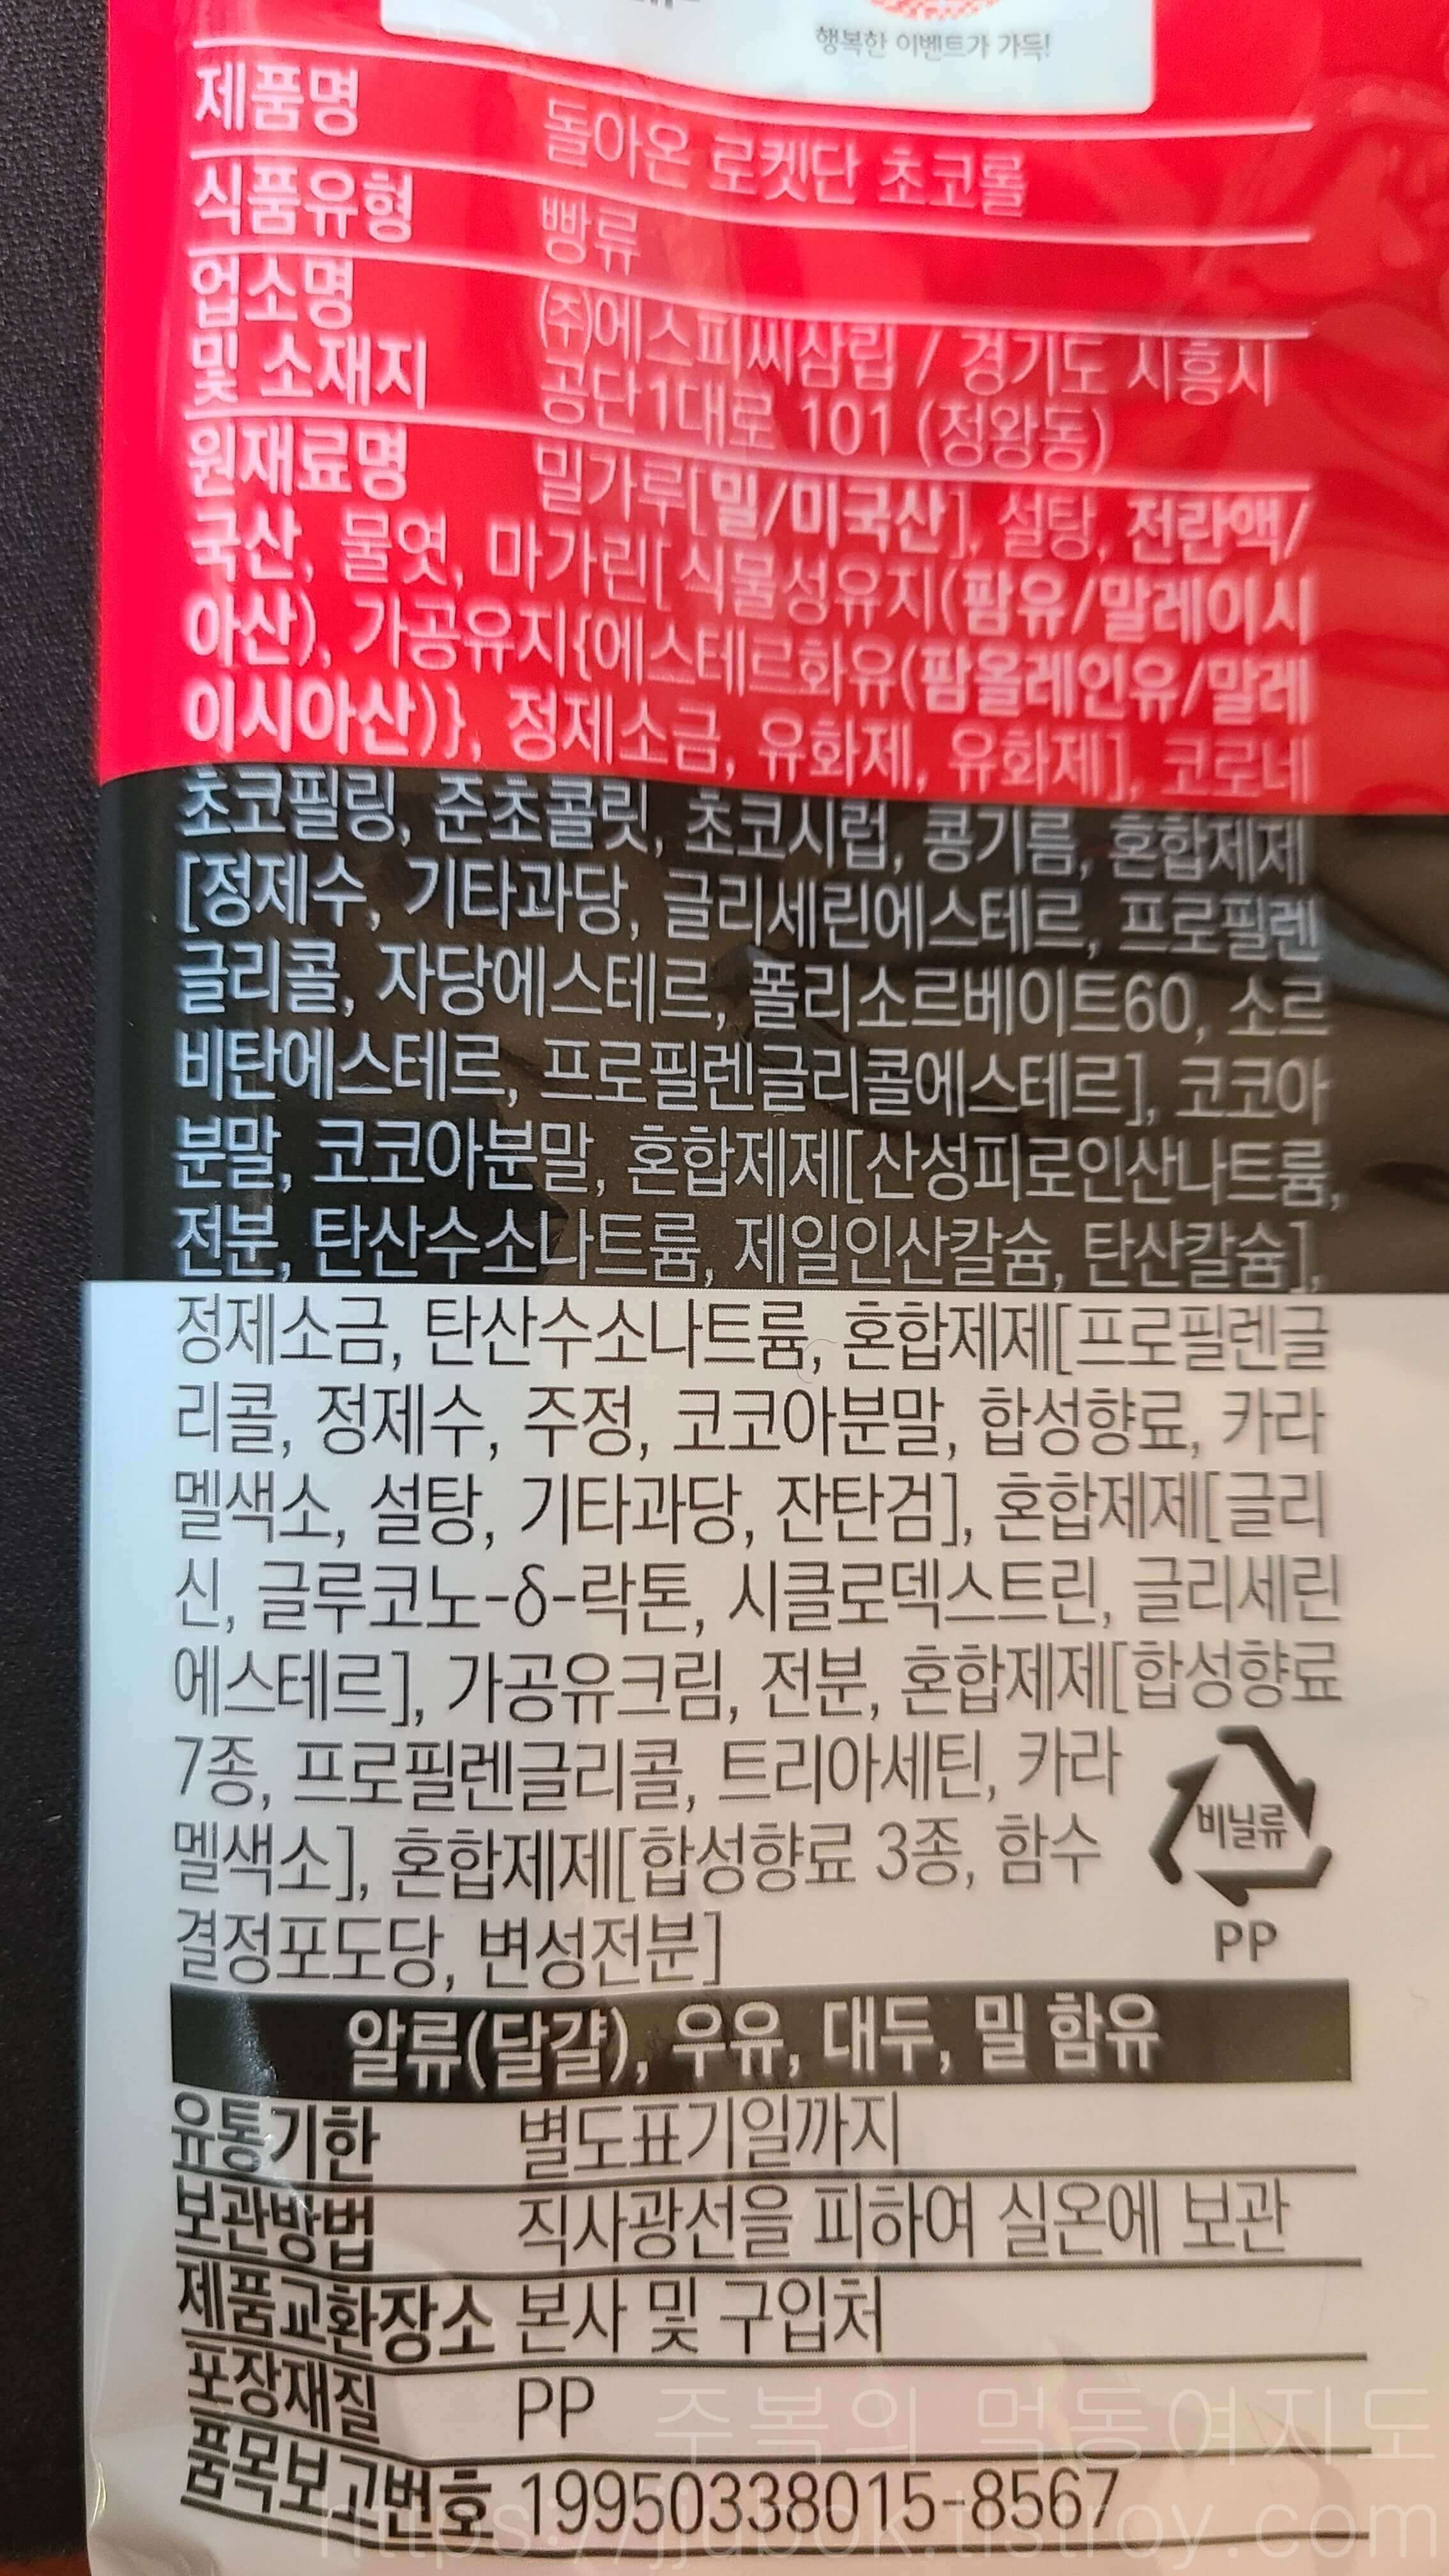 행복한 이벤트가 가득!
제품명 돌아온 로켓단 초코롤
식품유형 빵류
업소명 ㈜에스피씨삼립 / 경기도 시흥시
및 소재지 공단1대로 101 (정왕동)
원재료명 밀가루[밀/미국산], 설탕, 전란액/
국산, 물엿, 마가린[식물성유지(팜유/말레이시
아산), 가공유지{에스테르화유(팜올레인유/말레
이시아산)}, 정제소금, 유화제, 유화제], 코로네
초코필링, 준초콜릿, 초코시럽, 콩기름, 혼합제제
[정제수, 기타과당, 글리세린에스테르, 프로필렌
글리콜, 자당에스테르, 폴리소르베이트60, 소르
비탄에스테르, 프로필렌글리콜에스테르], 코코아
분말, 코코아분말, 혼합제제[산성피로인산나트륨,
전분, 탄산수소나트륨, 제일인산칼슘, 탄산칼슘],
정제소금, 탄산수소나트륨, 혼합제제[프로필렌글
리콜, 정제수, 주정, 코코아분말, 합성향료, 카라
멜색소, 설탕, 기타과당, 잔탄검], 혼합제제[글리
신, 글루코노-δ-락톤, 시클로덱스트린, 글리세린
에스테르], 가공유크림, 전분, 혼합제제[합성향료
7종, 프로필렌글리콜, 트리아세틴, 카라
멜색소], 혼합제제[합성향료 3종, 함수
결정포도당, 변성전분]
비닐류
PP
알류(달걀), 우유, 대두, 밀 함유
유통기한 별도표기일까지
보관방법 직사광선을 피하여 실온에 보관
제품교환장소 본사 및 구입처
포장재질 PP
품목보고번호 19950338015-8567
주복의 먹동여지도
https://jjubok.tistroy.com